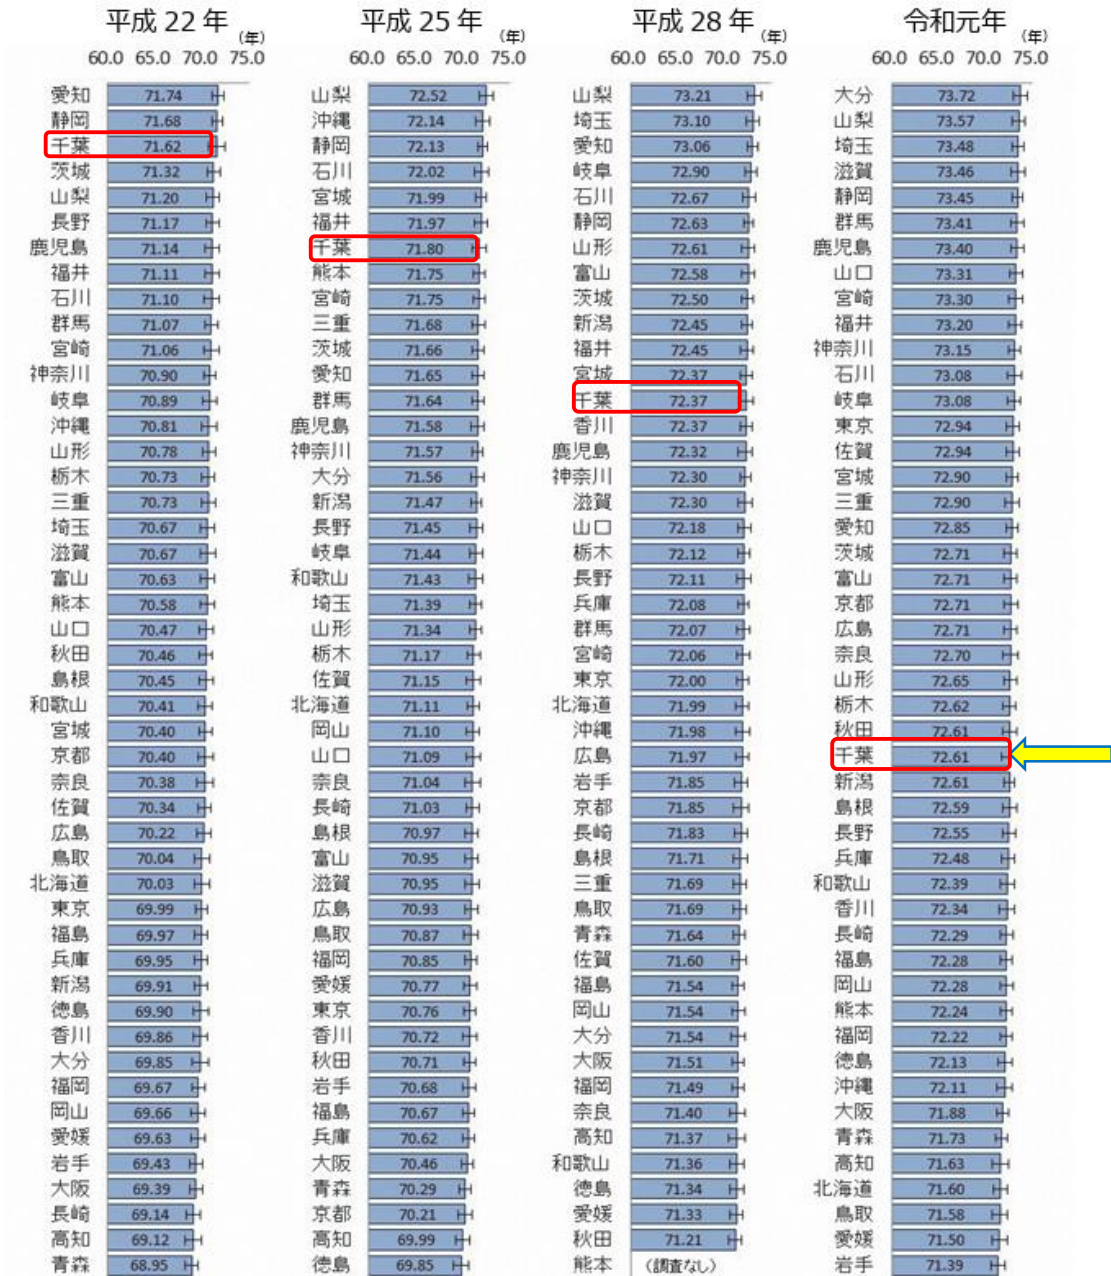 平成 22 年 平成 25 年 平成 28 年 令和元年
(年) (年) (年) (年)
60.0 65.0 70.0 75.0 60.0 65.0 70.0 75.0 60.0 65.0 70.0 75.0 60.0 65.0 70.0 75.0
愛知 71.74 山梨 72.52 山梨 73.21 大分 73.72
静岡 71.68 沖縄 72.14 埼玉 73.10 山梨 73.57
千葉 71.62 静岡 72.13 愛知 73.06 埼玉 73.48
茨城 71.32 石川 72.02 岐阜 72.90 滋賀 73.46
山梨 71.20 宮城 71.99 石川 72.67 静岡 73.45
長野 71.17 福井 71.97 静岡 72.63 群馬 73.41
鹿児島 71.14 千葉 71.80 山形 72.61 鹿児島 73.40
福井 71.11 熊本 71.75 富山 72.58 山口 73.31
石川 71.10 宮崎 71.75 茨城 72.50 宮崎 73.30
群馬 71.07 三重 71.68 新潟 72.45 福井 73.20
宮崎 71.06 茨城 71.66 福井 72.45 神奈川 73.15
神奈川 70.90 愛知 71.65 宮城 72.37 石川 73.08
岐阜 70.89 群馬 71.64 千葉 72.37 岐阜 73.08
沖縄 70.81 鹿児島 71.58 香川 72.37 東京 72.94
山形 70.78 神奈川 71.57 鹿児島 72.32 佐賀 72.94
栃木 70.73 大分 71.56 神奈川 72.30 宮城 72.90
三重 70.73 新潟 71.47 滋賀 72.30 三重 72.90
埼玉 70.67 長野 71.45 山口 72.18 愛知 72.85
滋賀 70.67 岐阜 71.44 栃木 72.12 茨城 72.71
富山 70.63 和歌山 71.43 長野 72.11 富山 72.71
熊本 70.58 埼玉 71.39 兵庫 72.08 京都 72.71
山口 70.47 山形 71.34 群馬 72.07 広島 72.71
秋田 70.46 栃木 71.17 宮崎 72.06 奈良 72.70
島根 70.45 佐賀 71.15 東京 72.00 山形 72.65
和歌山 70.41 北海道 71.11 北海道 71.99 栃木 72.62
宮城 70.40 岡山 71.10 沖縄 71.98 秋田 72.61
京都 70.40 山口 71.09 広島 71.97 千葉 72.61
奈良 70.38 奈良 71.04 岩手 71.85 新潟 72.61
佐賀 70.34 長崎 71.03 京都 71.85 島根 72.59
広島 70.22 島根 70.97 長崎 71.83 長野 72.55
鳥取 70.04 富山 70.95 島根 71.71 兵庫 72.48
北海道 70.03 滋賀 70.95 三重 71.69 和歌山 72.39
東京 69.99 広島 70.93 鳥取 71.69 香川 72.34
福島 69.97 鳥取 70.87 青森 71.64 長崎 72.29
兵庫 69.95 福岡 70.85 佐賀 71.60 福島 72.28
新潟 69.91 愛媛 70.77 福島 71.54 岡山 72.28
徳島 69.90 東京 70.76 岡山 71.54 熊本 72.24
香川 69.86 香川 70.72 大分 71.54 福岡 72.22
大分 69.85 秋田 70.71 大阪 71.51 徳島 72.13
福岡 69.67 岩手 70.68 福岡 71.49 沖縄 72.11
岡山 69.66 福島 70.67 奈良 71.40 大阪 71.88
愛媛 69.63 兵庫 70.62 高知 71.37 青森 71.73
岩手 69.43 大阪 70.46 和歌山 71.36 高知 71.63
大阪 69.39 青森 70.29 徳島 71.34 北海道 71.60
長崎 69.14 京都 70.21 愛媛 71.33 鳥取 71.58
高知 69.12 高知 69.99 秋田 71.21 愛媛 71.50
青森 68.95 徳島 69.85 熊本 (調査なし) 岩手 71.39